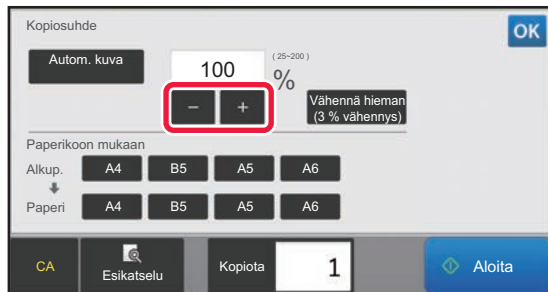 Kopiosuhde
OK
Autom. kuva
100
(25~200)
%
− +
Vähennä hieman
(3 % vähennys)
Paperikoon mukaan
Alkup. A4 B5 A5 A6
Paperi A4 B5 A5 A6
CA
Esikatselu
Kopiota
1
Aloita